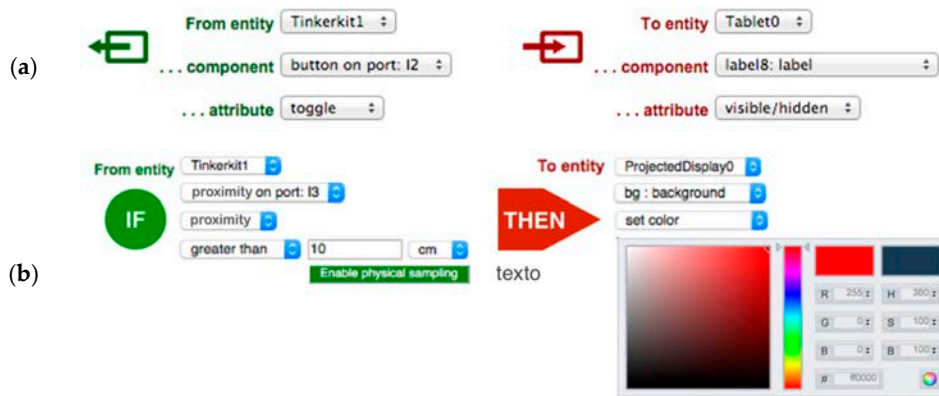 (a)
From entity Tinkerkit1
... component button on port: I2
... attribute toggle
To entity Tablet0
... component label8: label
... attribute visible/hidden
(b)
From entity Tinkerkit1
IF
proximity on port: I3
proximity
greater than 10 cm
Enable physical sampling
To entity ProjectedDisplay0
THEN
bg : background
set color
texto
R 255 H 360
G 0 S 100
B 0 B 100
# ff0000